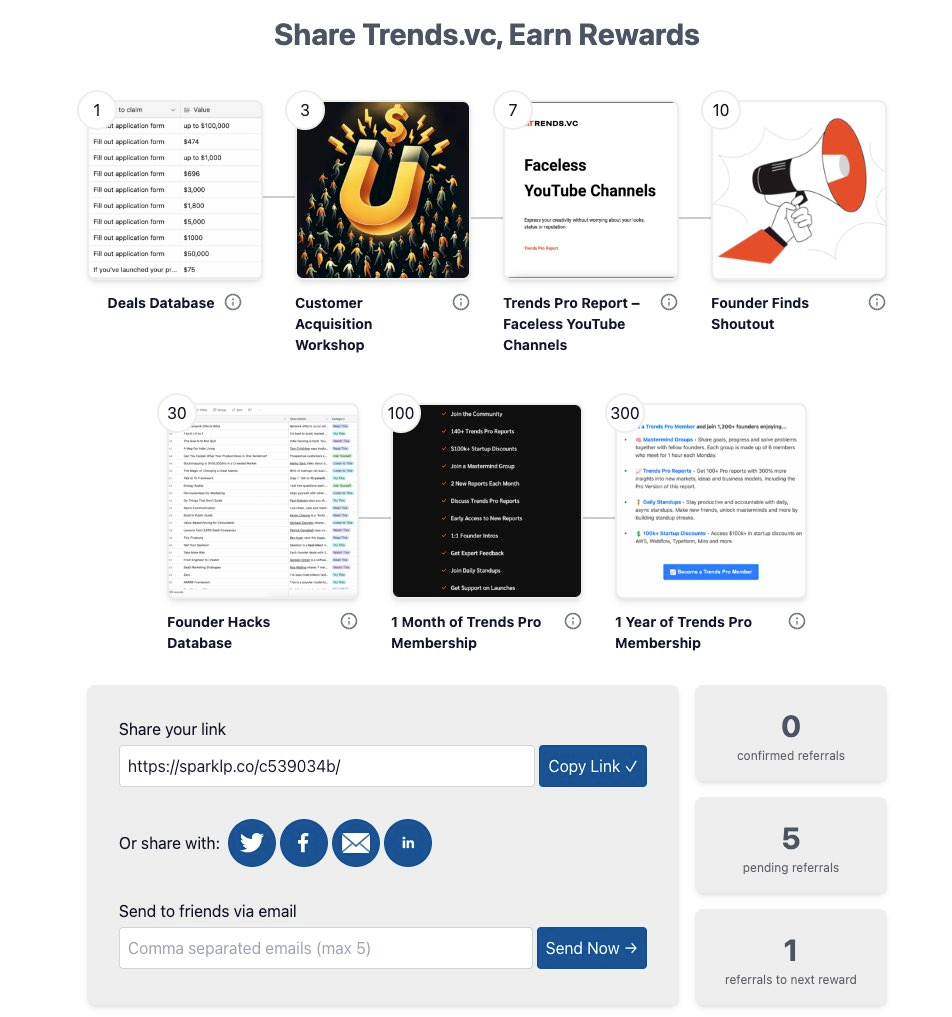 Share Trends.vc, Earn Rewards
1
to claim
Value
out application form up to $100,000
Fill out application form $474
Fill out application form up to $1,000
Fill out application form $696
Fill out application form $3,000
Fill out application form $1,800
Fill out application form $5,000
Fill out application form $1000
Fill out application form $50,000
If you've launched your pr... $75
Deals Database
3
$
Customer
Acquisition
Workshop
7
TRENDS.VC
Faceless
YouTube Channels
Express your creativity without worrying about your looks,
status or reputation.
Trends Pro Report
Trends Pro Report –
Faceless YouTube
Channels
10
Founder Finds
Shoutout
30
Founder Hacks
Database
100
Join the Community
140+ Trends Pro Reports
$100k+ Startup Discounts
Join a Mastermind Group
2 New Reports Each Month
Discuss Trends Pro Reports
Early Access to New Reports
1:1 Founder Intros
Get Expert Feedback
Join Daily Standups
Get Support on Launches
1 Month of Trends Pro
Membership
300
a Trends Pro Member and join 1,200+ founders enjoying...
Mastermind Groups - Share goals, progress and solve problems
together with fellow founders. Each group is made up of 6 members
who meet for 1 hour each Monday.
Trends Pro Reports - Get 100+ Pro reports with 300% more
insights into new markets, ideas and business models. Including the
Pro Version of this report.
Daily Standups - Stay productive and accountable with daily,
async standups. Make new friends, unlock masterminds and more by
building standup streaks.
100k+ Startup Discounts - Access $100k+ in startup discounts on
AWS, Webflow, Typeform, Miro and more.
Become a Trends Pro Member
1 Year of Trends Pro
Membership
Share your link
https://sparklp.co/c539034b/
Copy Link ✓
Or share with:
in
Send to friends via email
Comma separated emails (max 5)
Send Now →
0
confirmed referrals
5
pending referrals
1
referrals to next reward